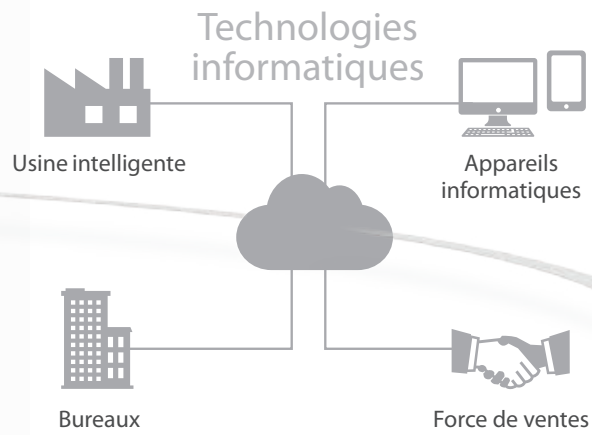 Technologies
informatiques
Usine intelligente
Appareils
informatiques
Bureaux
Force de ventes